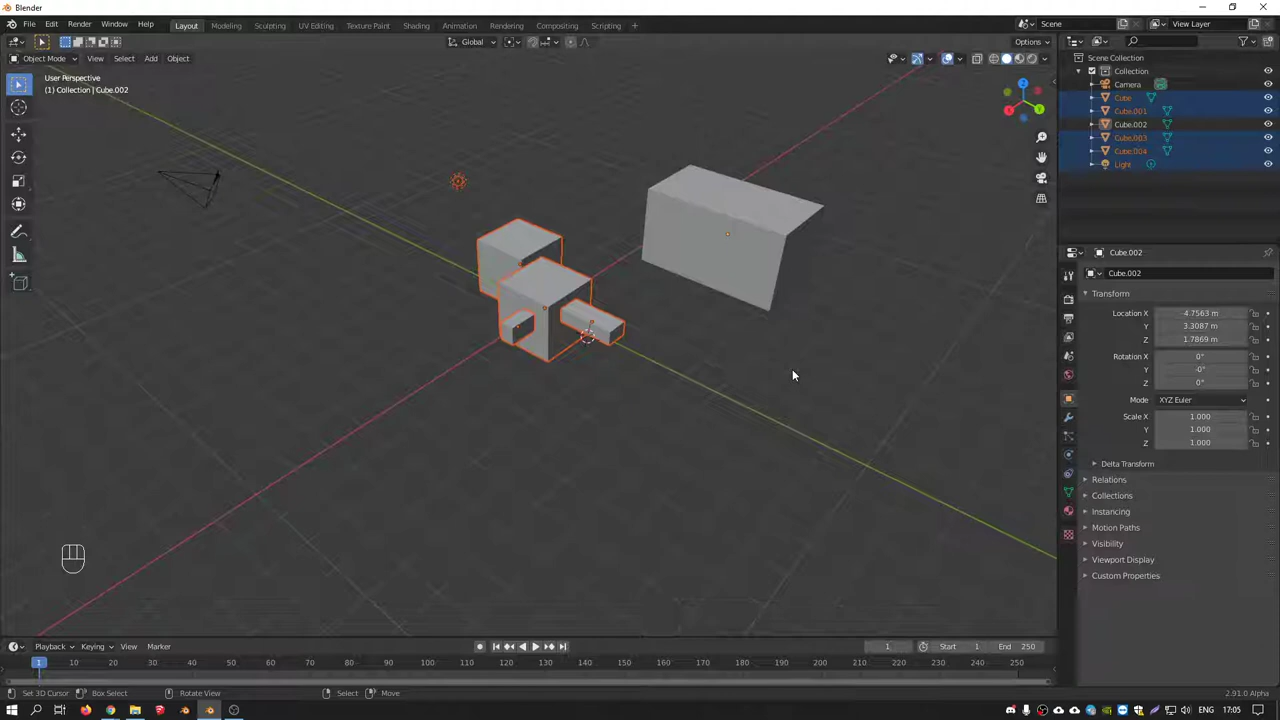 Blender
File Edit Render Window Help Layout Modeling Sculpting UV Editing Texture Paint Shading Animation Rendering Compositing Scripting + Scene View Layer
Global Options
Object Mode View Select Add Object
User Perspective
(1) Collection | Cube.002
Scene Collection
Collection
Camera
Cube
Cube.001
Cube.002
Cube.003
Cube.004
Light
Cube.002
Cube.002
Transform
Location X -4.7563 m
Y 3.3087 m
Z 1.7869 m
Rotation X 0°
Y -0°
Z 0°
Mode XYZ Euler
Scale X 1.000
Y 1.000
Z 1.000
Delta Transform
Relations
Collections
Instancing
Motion Paths
Visibility
Viewport Display
Custom Properties
Playback Keying View Marker 1 Start 1 End 250
1 10 20 30 40 50 60 70 80 90 100 110 120 130 140 150 160 170 180 190 200 210 220 230 240 250
Set 3D Cursor Box Select Rotate View Select Move 2.91.0 Alpha
ENG 17:05